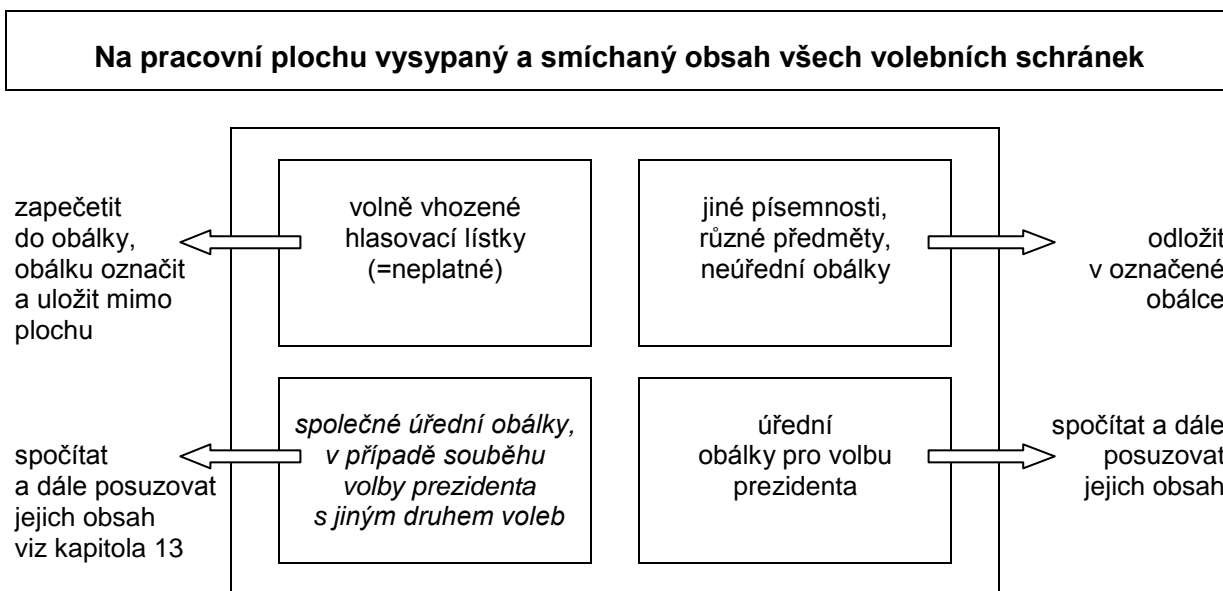 Na pracovní plochu vysypaný a smíchaný obsah všech volebních schránek
zapečetit
do obálky,
obálku označit
a uložit mimo
plochu
volně vhozené
hlasovací lístky
(=neplatné)
jiné písemnosti,
různé předměty,
neúřední obálky
odložit
v označené
obálce
spočítat
a dále posuzovat
jejich obsah
viz kapitola 13
společné úřední obálky,
v případě souběhu
volby prezidenta
s jiným druhem voleb
úřední
obálky pro volbu
prezidenta
spočítat a dále
posuzovat
jejich obsah